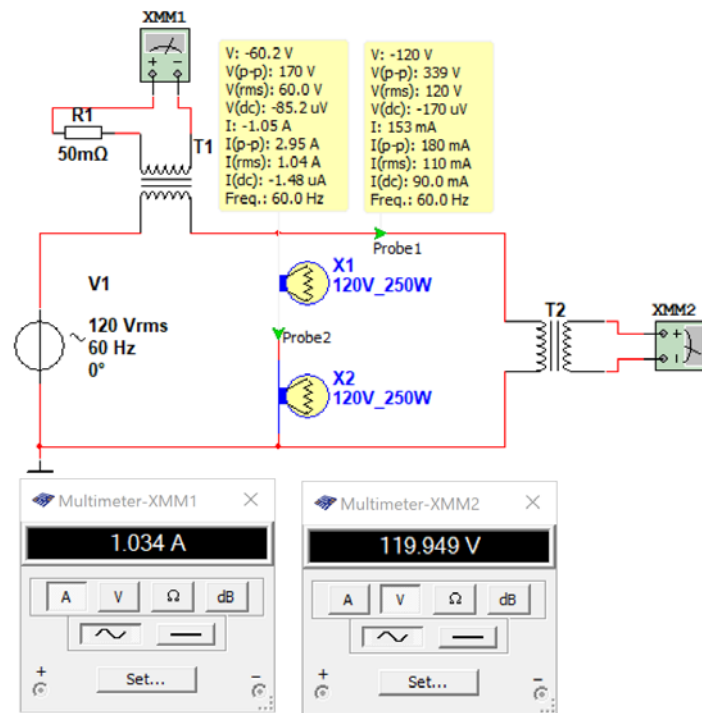 XMM1
V: -60.2 V
V(p-p): 170 V
V(rms): 60.0 V
V(dc): -85.2 uV
I: -1.05 A
I(p-p): 2.95 A
I(rms): 1.04 A
I(dc): -1.48 uA
Freq.: 60.0 Hz
V: -120 V
V(p-p): 339 V
V(rms): 120 V
V(dc): -170 uV
I: 153 mA
I(p-p): 180 mA
I(rms): 110 mA
I(dc): 90.0 mA
Freq.: 60.0 Hz
R1
50mΩ
T1
Probe1
V1
120 Vrms
60 Hz
0°
X1
120V_250W
Probe2
X2
120V_250W
T2
XMM2
Multimeter-XMM1
1.034 A
A V Ω dB
+ Set... -
Multimeter-XMM2
119.949 V
A V Ω dB
+ Set... -